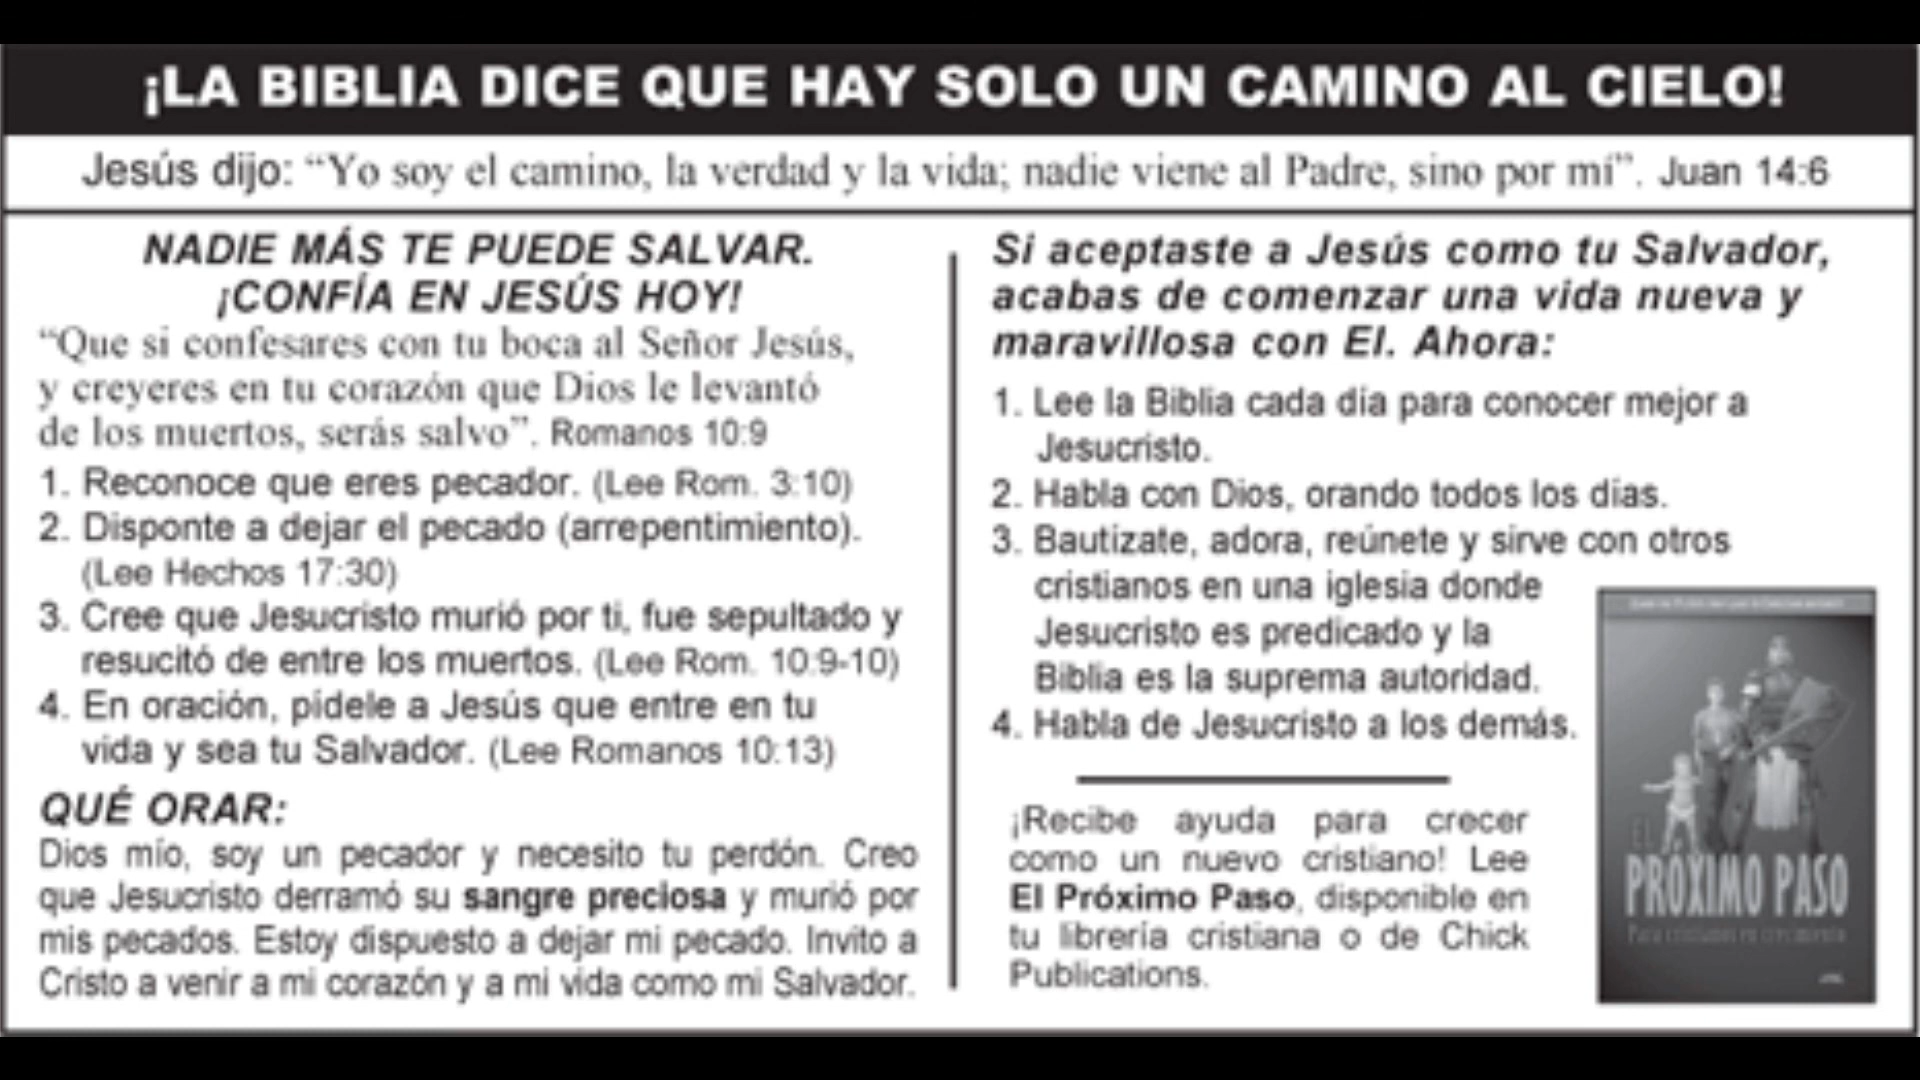 ¡LA BIBLIA DICE QUE HAY SOLO UN CAMINO AL CIELO!
Jesús dijo: “Yo soy el camino, la verdad y la vida; nadie viene al Padre, sino por mí”. Juan 14:6
NADIE MÁS TE PUEDE SALVAR.
¡CONFÍA EN JESÚS HOY!
“Que si confesares con tu boca al Señor Jesús,
y creyeres en tu corazón que Dios le levantó
de los muertos, serás salvo”. Romanos 10:9
1. Reconoce que eres pecador. (Lee Rom. 3:10)
2. Disponte a dejar el pecado (arrepentimiento).
(Lee Hechos 17:30)
3. Cree que Jesucristo murió por ti, fue sepultado y
resucitó de entre los muertos. (Lee Rom. 10:9-10)
4. En oración, pídele a Jesús que entre en tu
vida y sea tu Salvador. (Lee Romanos 10:13)
QUÉ ORAR:
Dios mío, soy un pecador y necesito tu perdón. Creo
que Jesucristo derramó su sangre preciosa y murió por
mis pecados. Estoy dispuesto a dejar mi pecado. Invito a
Cristo a venir a mi corazón y a mi vida como mi Salvador.
Si aceptaste a Jesús como tu Salvador,
acabas de comenzar una vida nueva y
maravillosa con El. Ahora:
1. Lee la Biblia cada día para conocer mejor a
Jesucristo.
2. Habla con Dios, orando todos los días.
3. Bautízate, adora, reúnete y sirve con otros
cristianos en una iglesia donde
Jesucristo es predicado y la
Biblia es la suprema autoridad.
4. Habla de Jesucristo a los demás.
¡Recibe ayuda para crecer
como un nuevo cristiano! Lee
El Próximo Paso, disponible en
tu librería cristiana o de Chick
Publications.
EL
PRÓXIMO PASO
Para cristianos en crecimiento